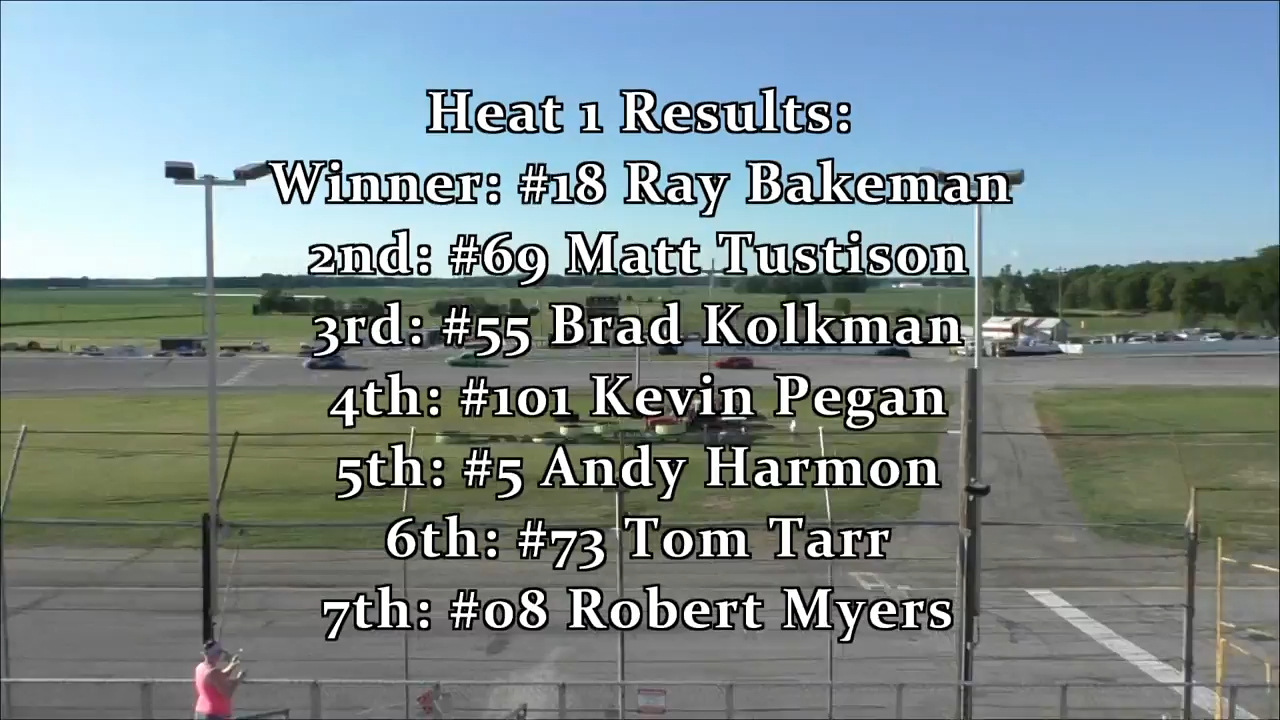 Heat 1 Results:
Winner: #18 Ray Bakeman
2nd: #69 Matt Tustison
3rd: #55 Brad Kolkman
4th: #101 Kevin Pegan
5th: #5 Andy Harmon
6th: #73 Tom Tarr
7th: #08 Robert Myers